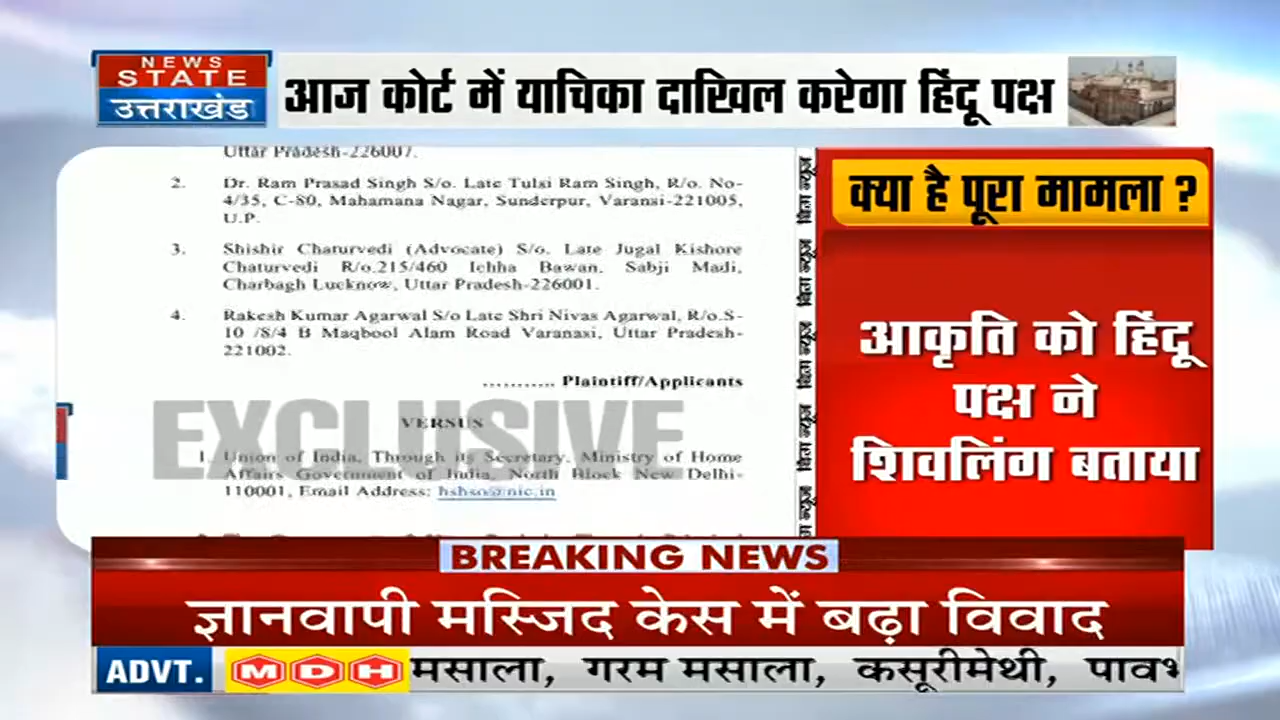 NEWS
STATE
उत्तराखंड
आज कोर्ट में याचिका दाखिल करेगा हिंदू पक्ष
Uttar Pradesh-226007.
2. Dr. Ram Prasad Singh S/o. Late Tulsi Ram Singh, R/o. No-
4/35, C-80, Mahamana Nagar, Sunderpur, Varansi-221005,
U.P.
3. Shishir Chaturvedi (Advocate) S/o. Late Jugal Kishore
Chaturvedi R/o.215/460 Ichha Bawan, Sabji Madi,
Charbagh Lucknow, Uttar Pradesh-226001.
4. Rakesh Kumar Agarwal S/o Late Shri Nivas Agarwal, R/o.S-
10 /8/4 B Maqbool Alam Road Varanasi, Uttar Pradesh-
221002.
........... Plaintiff/Applicants
EXCLUSIVE
VERSUS
1. Union of India, Through its Secretary, Ministry of Home
Affairs Government of India, North Block New Delhi-
110001, Email Address: hshso@nic.in
क्या है पूरा मामला ?
आकृति को हिंदू
पक्ष ने
शिवलिंग बताया
BREAKING NEWS
ज्ञानवापी मस्जिद केस में बढ़ा विवाद
ADVT. MDH मसाला, गरम मसाला, कसूरीमेथी,